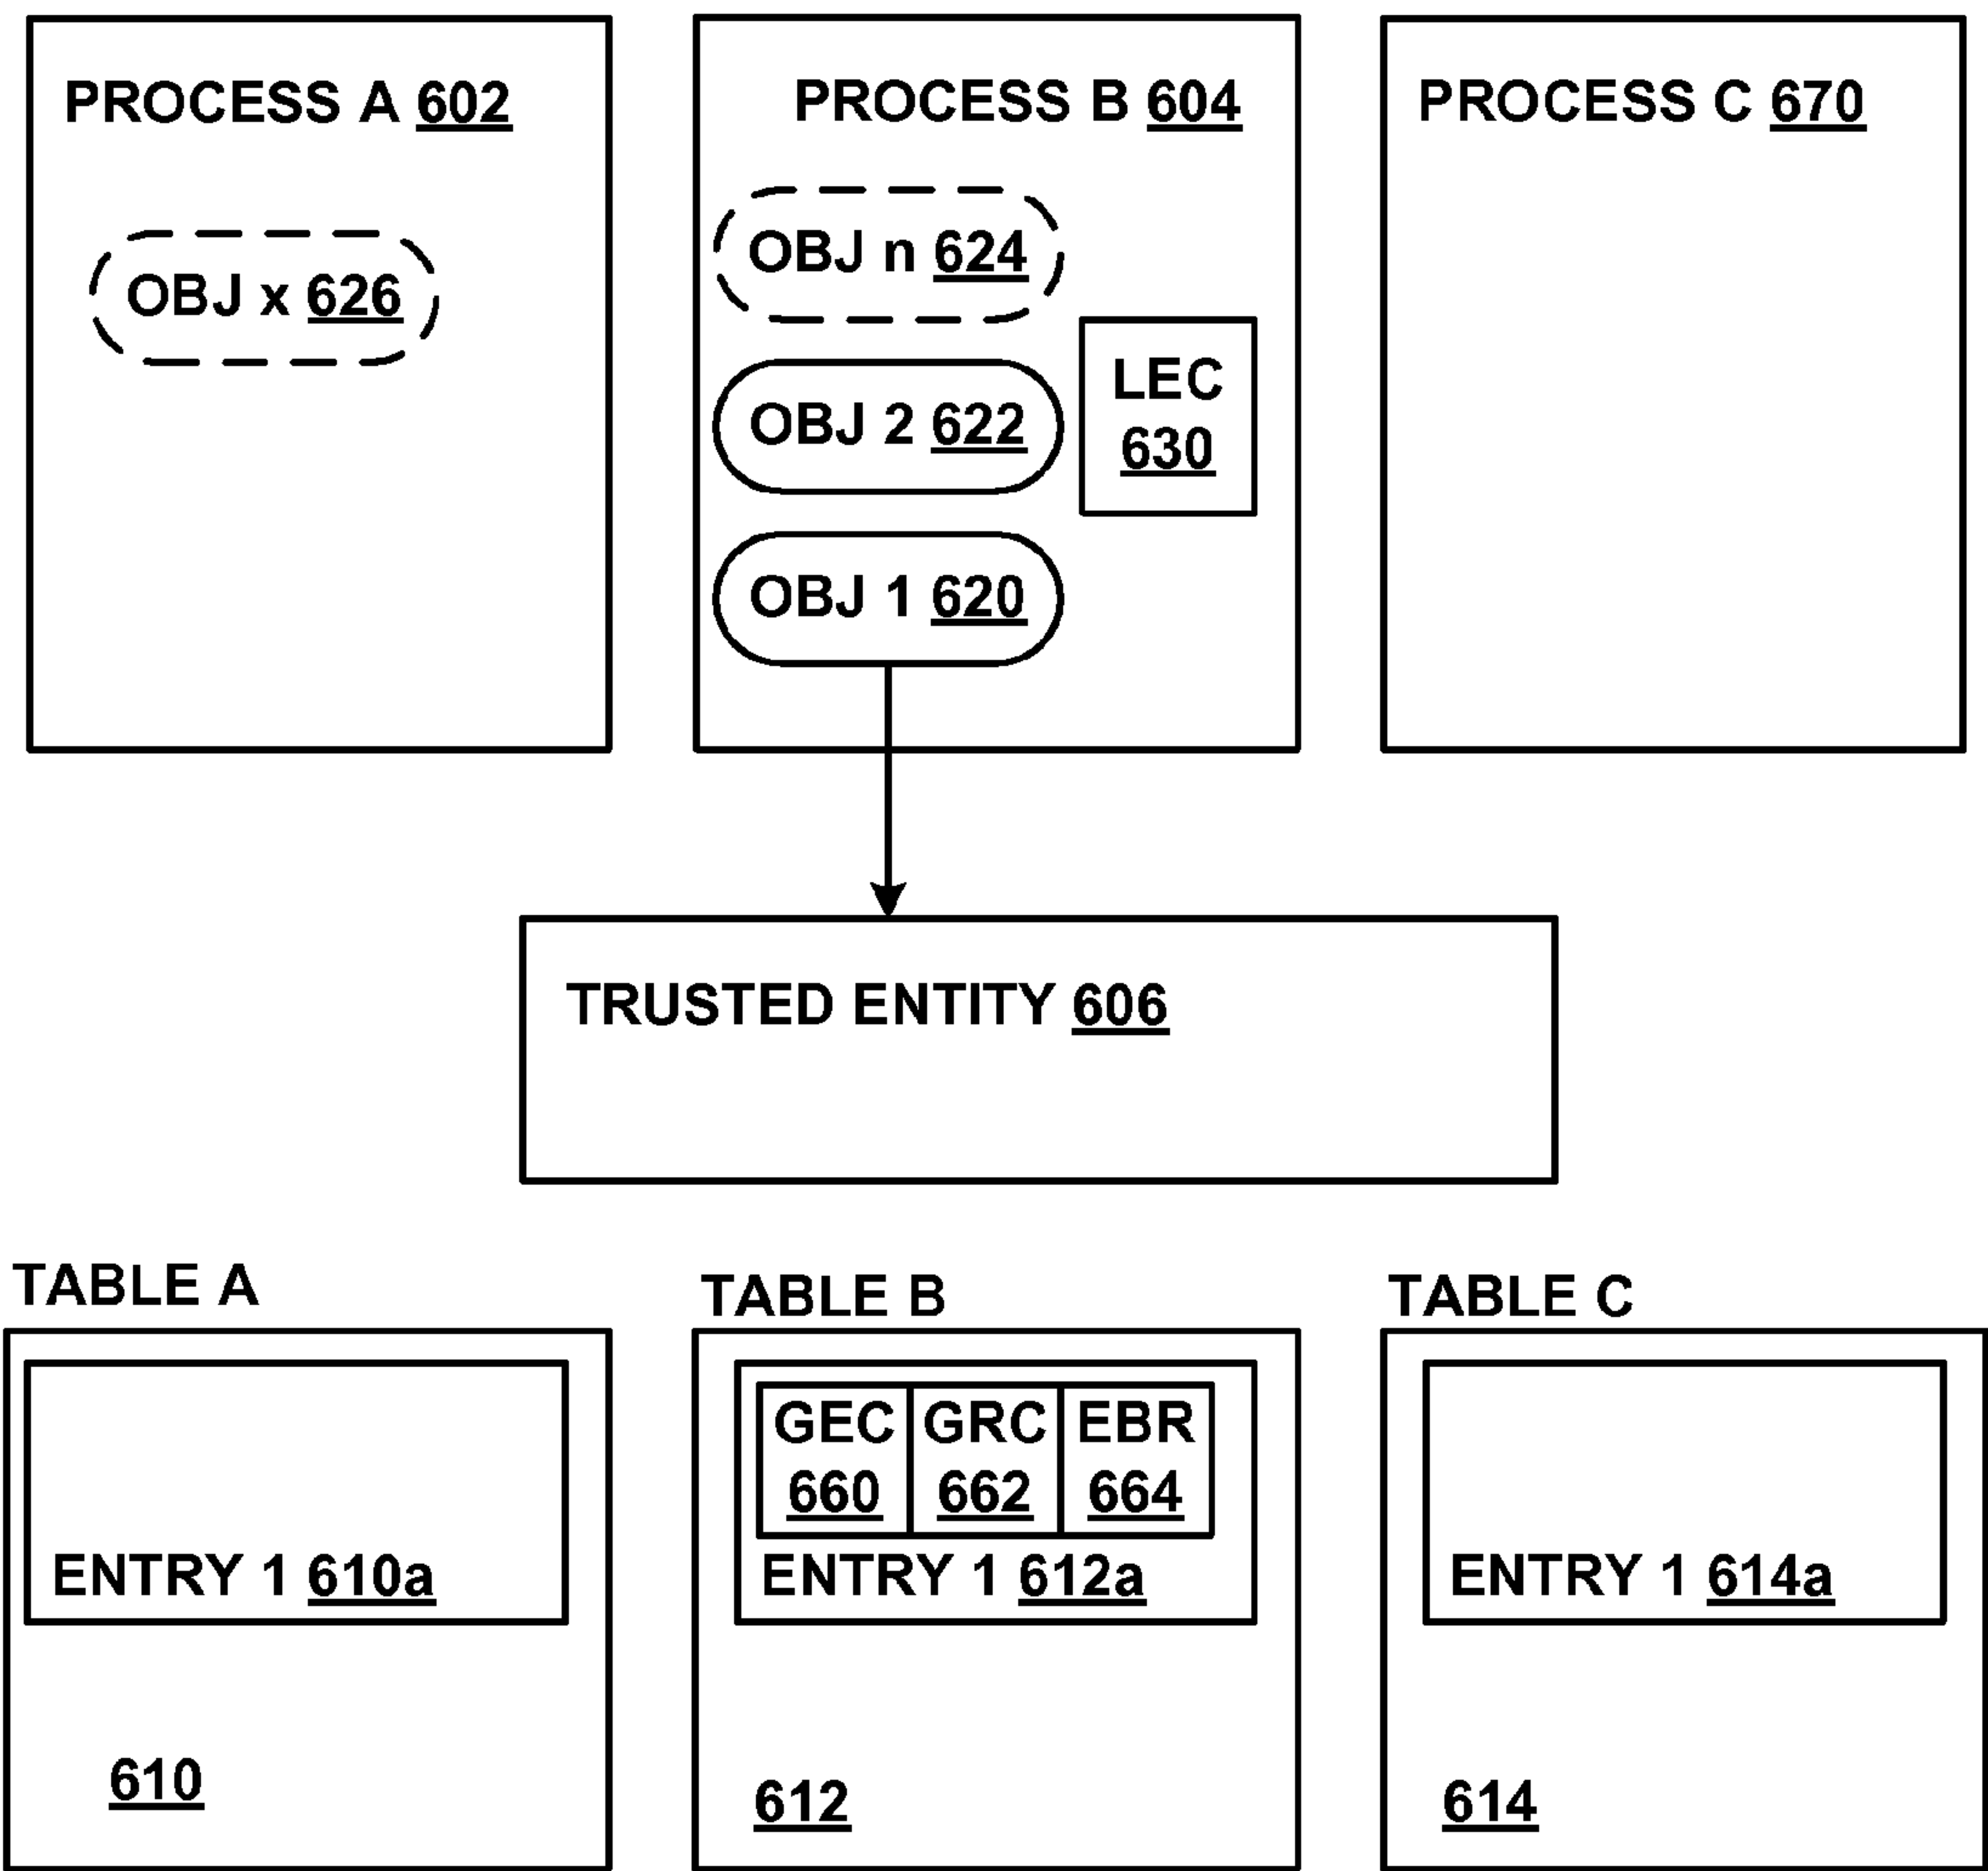 PROCESS A 602
OBJ x 626
PROCESS B 604
OBJ n 624
OBJ 2 622
OBJ 1 620
LEC
630
PROCESS C 670
TRUSTED ENTITY 606
TABLE A
ENTRY 1 610a
610
TABLE B
GEC GRC EBR
660 662 664
ENTRY 1 612a
612
TABLE C
ENTRY 1 614a
614